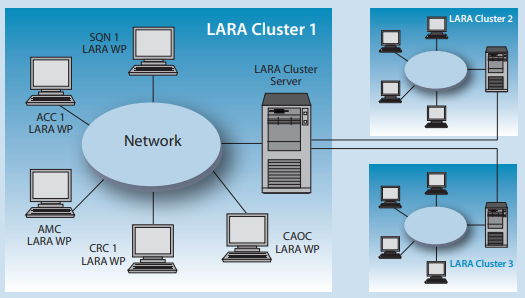 LARA Cluster 1
SQN 1
LARA WP
ACC 1
LARA WP
LARA Cluster
Server
Network
AMC
LARA WP
CRC 1
LARA WP
CAOC
LARA WP
LARA Cluster 2
LARA Cluster 3